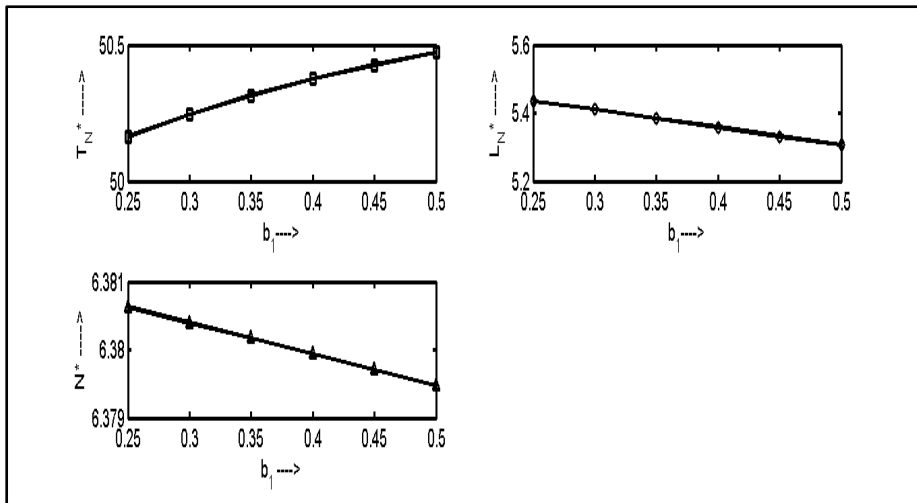 50.5
T_N* ----->
50
0.25 0.3 0.35 0.4 0.45 0.5
b_1---->
5.6
L_N* ----->
5.4
5.2
0.25 0.3 0.35 0.4 0.45 0.5
b_1---->
6.381
N* ----->
6.38
6.379
0.25 0.3 0.35 0.4 0.45 0.5
b_1---->